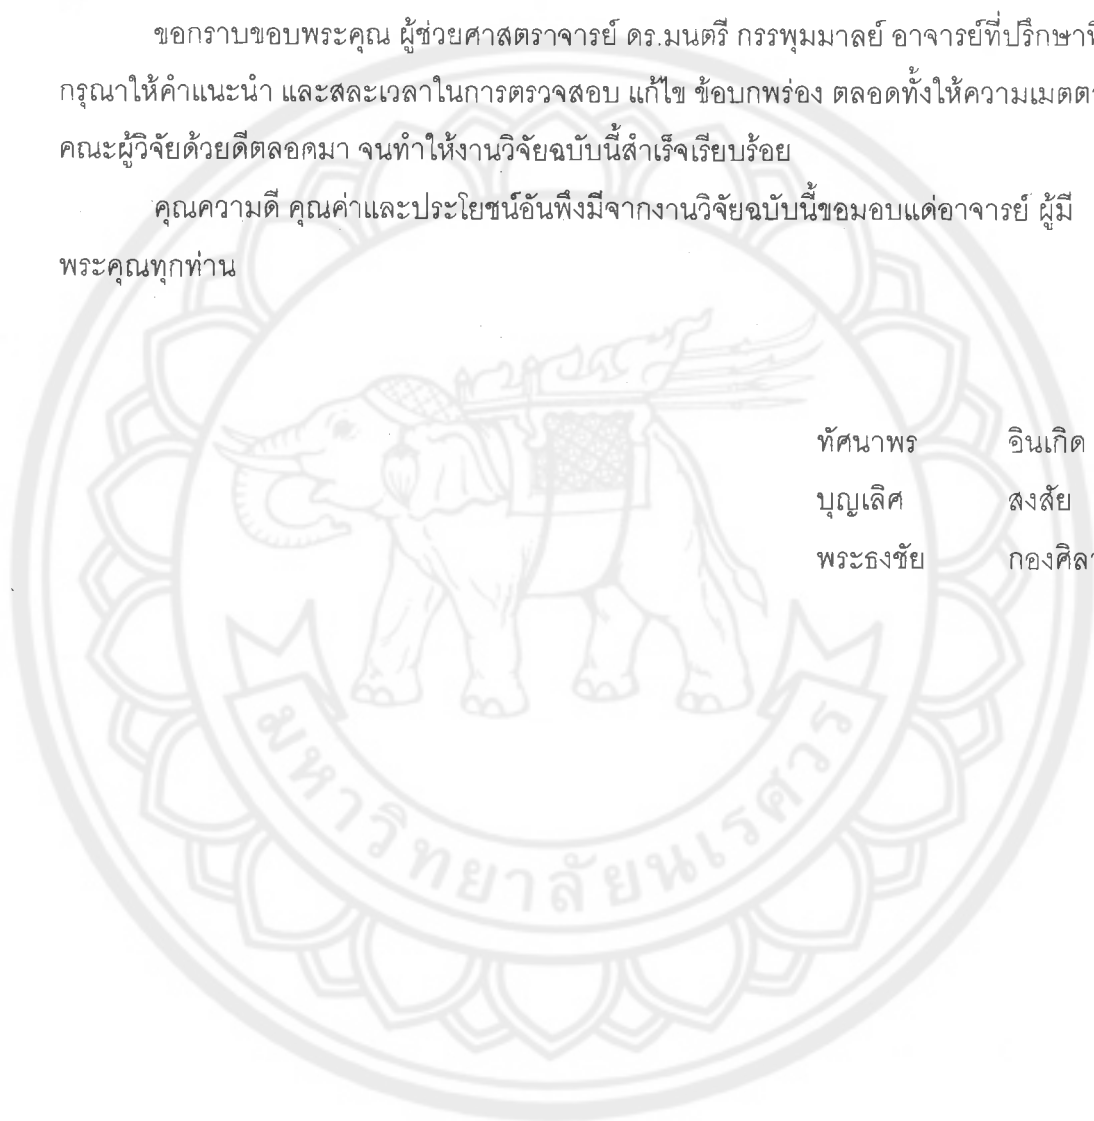 ขอกราบขอบพระคุณ ผู้ช่วยศาสตราจารย์ ดร.มนตรี กรรพุมมาลย์ อาจารย์ที่ปรึกษา
กรุณาให้คำแนะนำ และสละเวลาในการตรวจสอบ แก้ไข ข้อบกพร่อง ตลอดทั้งให้ความเมตตา
คณะผู้วิจัยด้วยดีตลอดมา จนทำให้งานวิจัยฉบับนี้สำเร็จเรียบร้อย
คุณความดี คุณค่าและประโยชน์อันพึงมีจากงานวิจัยฉบับนี้ขอมอบแด่อาจารย์ ผู้มี
พระคุณทุกท่าน
ทัศนาพร อินเกิด
บุญเลิศ สงสัย
พระธงชัย กองศิลา
มหาวิทยาลัยนเรศวร